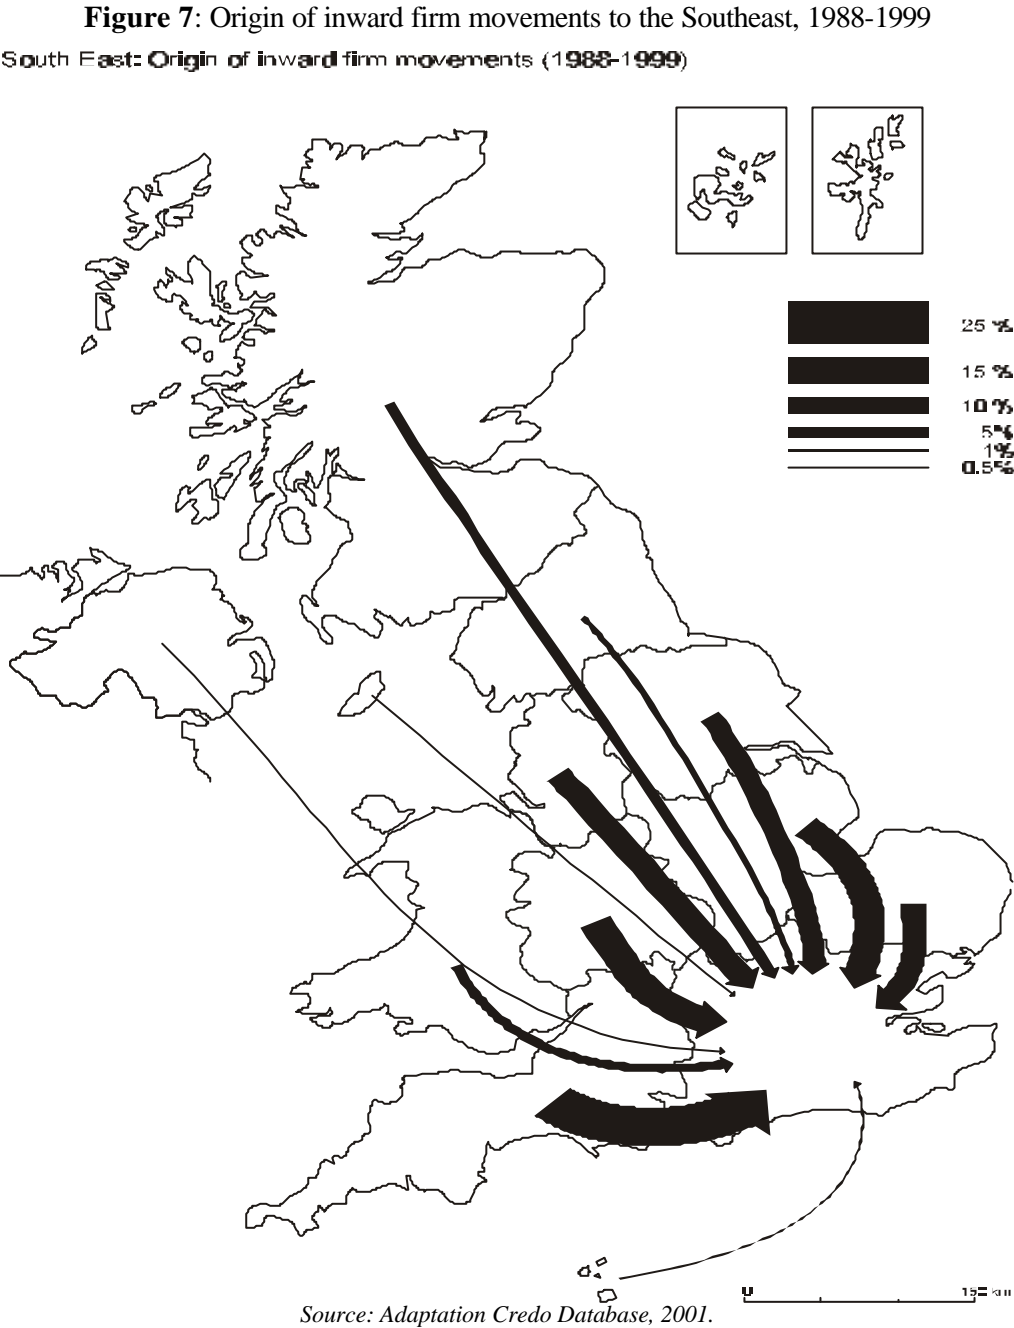 Figure 7: Origin of inward firm movements to the Southeast, 1988-1999
South East: Origin of inward firm movements (1988-1999)
25 %
15 %
10 %
5%
1%
0.5%
0
km
Source: Adaptation Credo Database, 2001.